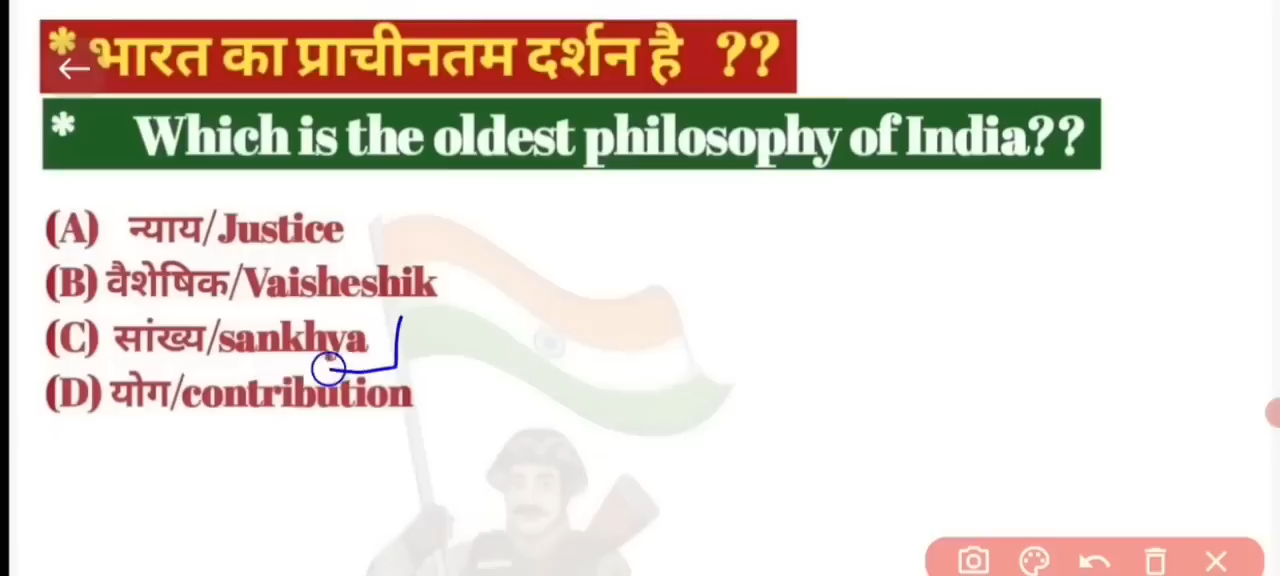 * भारत का प्राचीनतम दर्शन है ??
* Which is the oldest philosophy of India??
(A) न्याय/Justice
(B) वैशेषिक/Vaisheshik
(C) सांख्य/sankhya
(D) योग/contribution